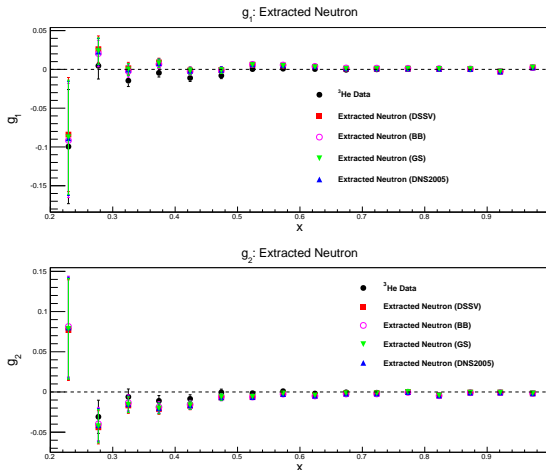 g₁: Extracted Neutron
g₁
0.05
0
-0.05
-0.1
-0.15
³He Data
Extracted Neutron (DSSV)
Extracted Neutron (BB)
Extracted Neutron (GS)
Extracted Neutron (DNS2005)
0.2 0.3 0.4 0.5 0.6 0.7 0.8 0.9
x
g₂: Extracted Neutron
g₂
0.15
0.1
0.05
0
-0.05
³He Data
Extracted Neutron (DSSV)
Extracted Neutron (BB)
Extracted Neutron (GS)
Extracted Neutron (DNS2005)
0.2 0.3 0.4 0.5 0.6 0.7 0.8 0.9
x